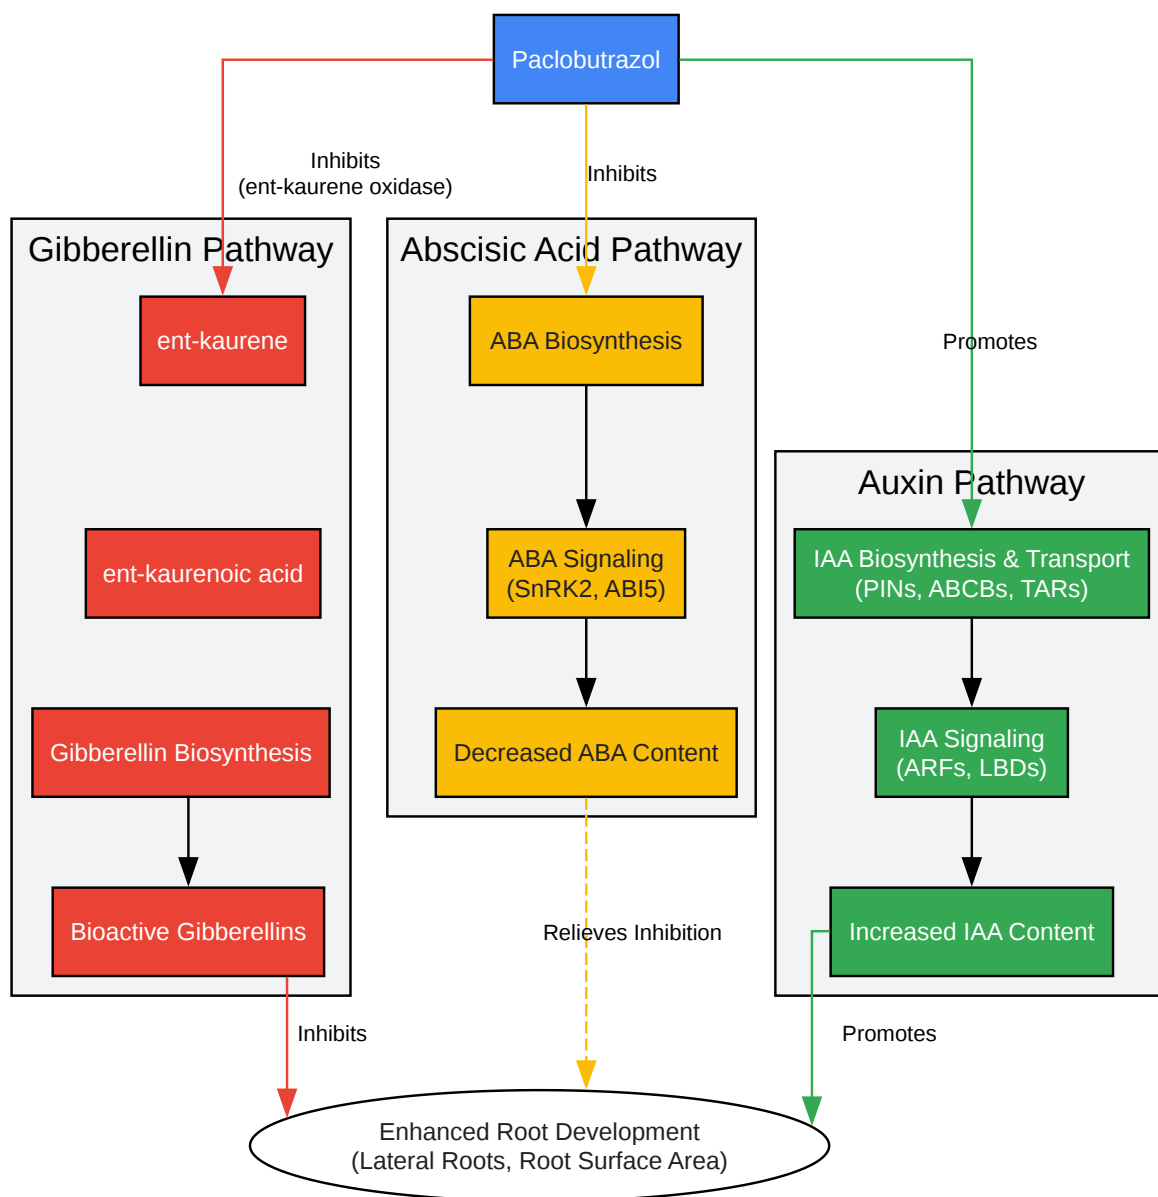 Paclobutrazol
Inhibits
(ent-kaurene oxidase)
Inhibits
Promotes
Gibberellin Pathway
ent-kaurene
ent-kaurenoic acid
Gibberellin Biosynthesis
Bioactive Gibberellins
Abscisic Acid Pathway
ABA Biosynthesis
ABA Signaling
(SnRK2, ABI5)
Decreased ABA Content
Auxin Pathway
IAA Biosynthesis & Transport
(PINs, ABCBs, TARs)
IAA Signaling
(ARFs, LBDs)
Increased IAA Content
Inhibits
Relieves Inhibition
Promotes
Enhanced Root Development
(Lateral Roots, Root Surface Area)